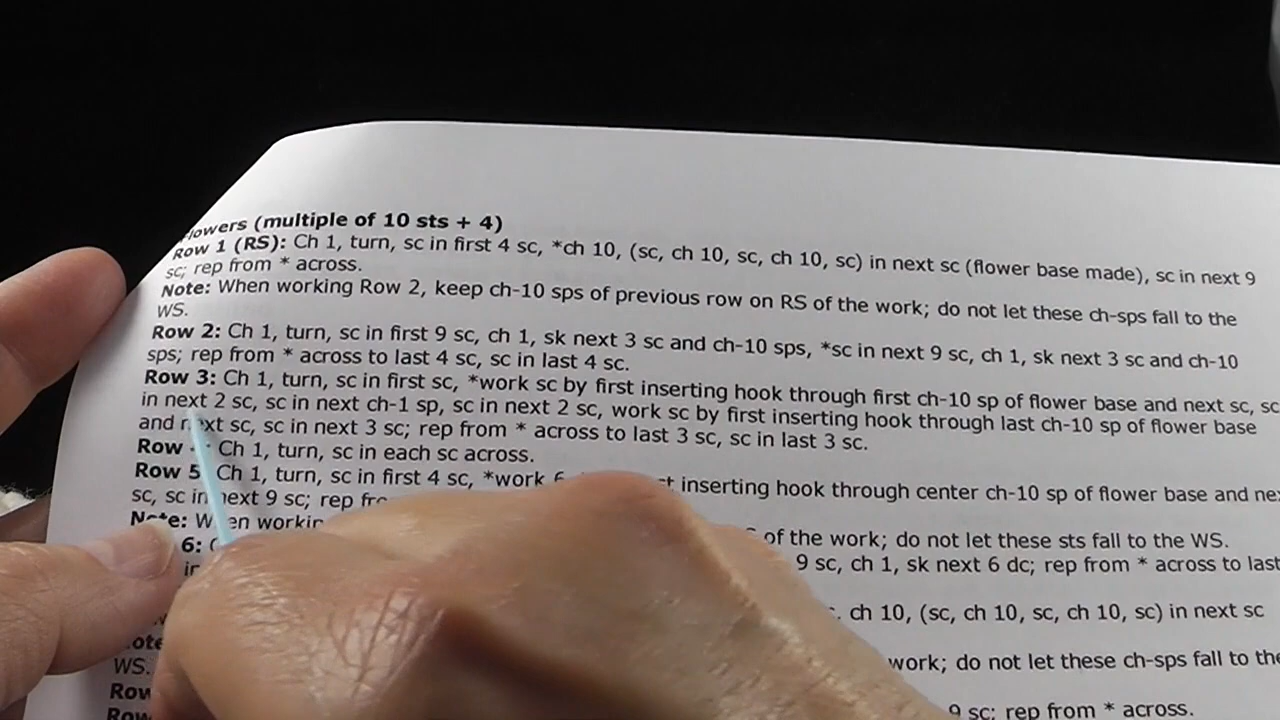 Flowers (multiple of 10 sts + 4)
Row 1 (RS): Ch 1, turn, sc in first 4 sc, *ch 10, (sc, ch 10, sc, ch 10, sc) in next sc (flower base made), sc in next 9
sc; rep from * across.
Note: When working Row 2, keep ch-10 sps of previous row on RS of the work; do not let these ch-sps fall to the
WS.
Row 2: Ch 1, turn, sc in first 9 sc, ch 1, sk next 3 sc and ch-10 sps, *sc in next 9 sc, ch 1, sk next 3 sc and ch-10
sps; rep from * across to last 4 sc, sc in last 4 sc.
Row 3: Ch 1, turn, sc in first sc, *work sc by first inserting hook through first ch-10 sp of flower base and next sc, sc
in next 2 sc, sc in next ch-1 sp, sc in next 2 sc, work sc by first inserting hook through last ch-10 sp of flower base
and next sc, sc in next 3 sc; rep from * across to last 3 sc, sc in last 3 sc.
Row Ch 1, turn, sc in each sc across.
Row 5 Ch 1, turn, sc in first 4 sc, *work inserting hook through center ch-10 sp of flower base and
sc, sc in next 9 sc; rep
Note: When of the work; do not let these sts fall to the WS.
6: 9 sc, ch 1, sk next 6 dc; rep from * across to last
ch 10, (sc, ch 10, sc, ch 10, sc) in next sc
work; do not let these ch-sps fall to the
WS.
Row
Row 9 sc; rep from * across.